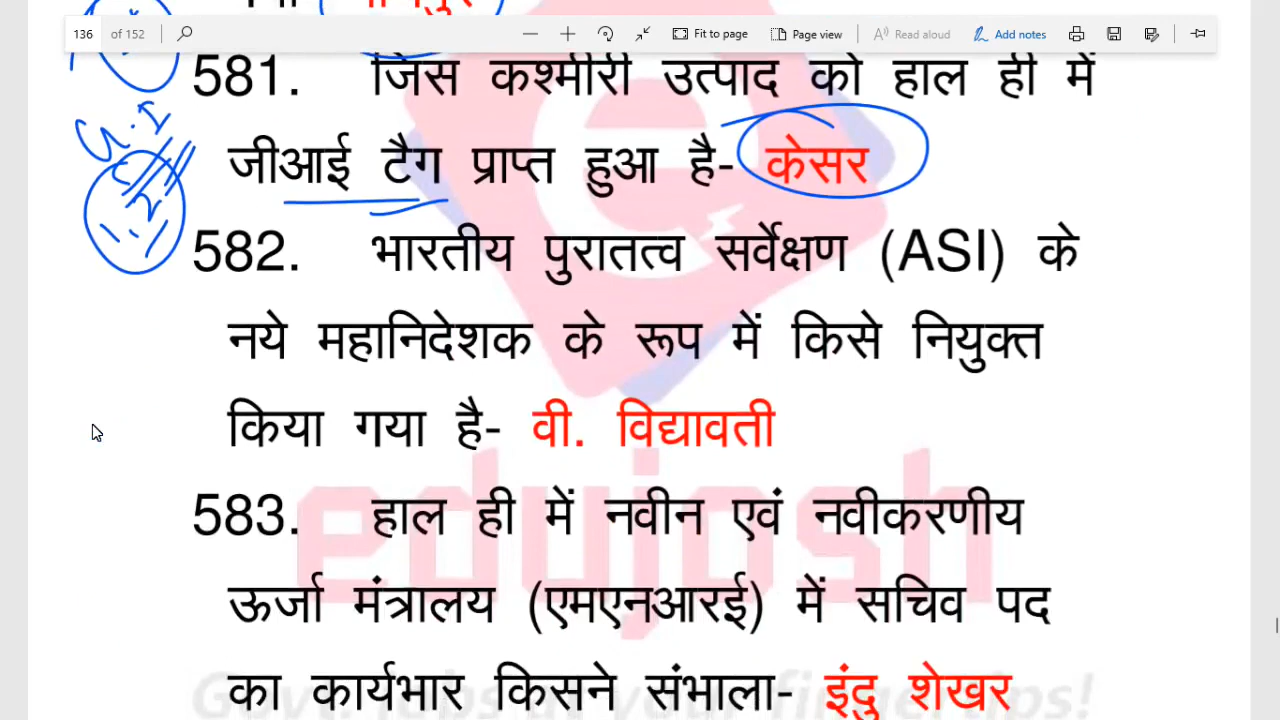 136 of 152 Fit to page Page view Read aloud Add notes
581. जिस कश्मीरी उत्पाद को हाल ही में
जीआई टैग प्राप्त हुआ है- केसर
582. भारतीय पुरातत्व सर्वेक्षण (ASI) के
नये महानिदेशक के रूप में किसे नियुक्त
किया गया है- वी. विद्यावती
583. हाल ही में नवीन एवं नवीकरणीय
edujosh
ऊर्जा मंत्रालय (एमएनआरई) में सचिव पद
का कार्यभार किसने संभाला- इंदु शेखर